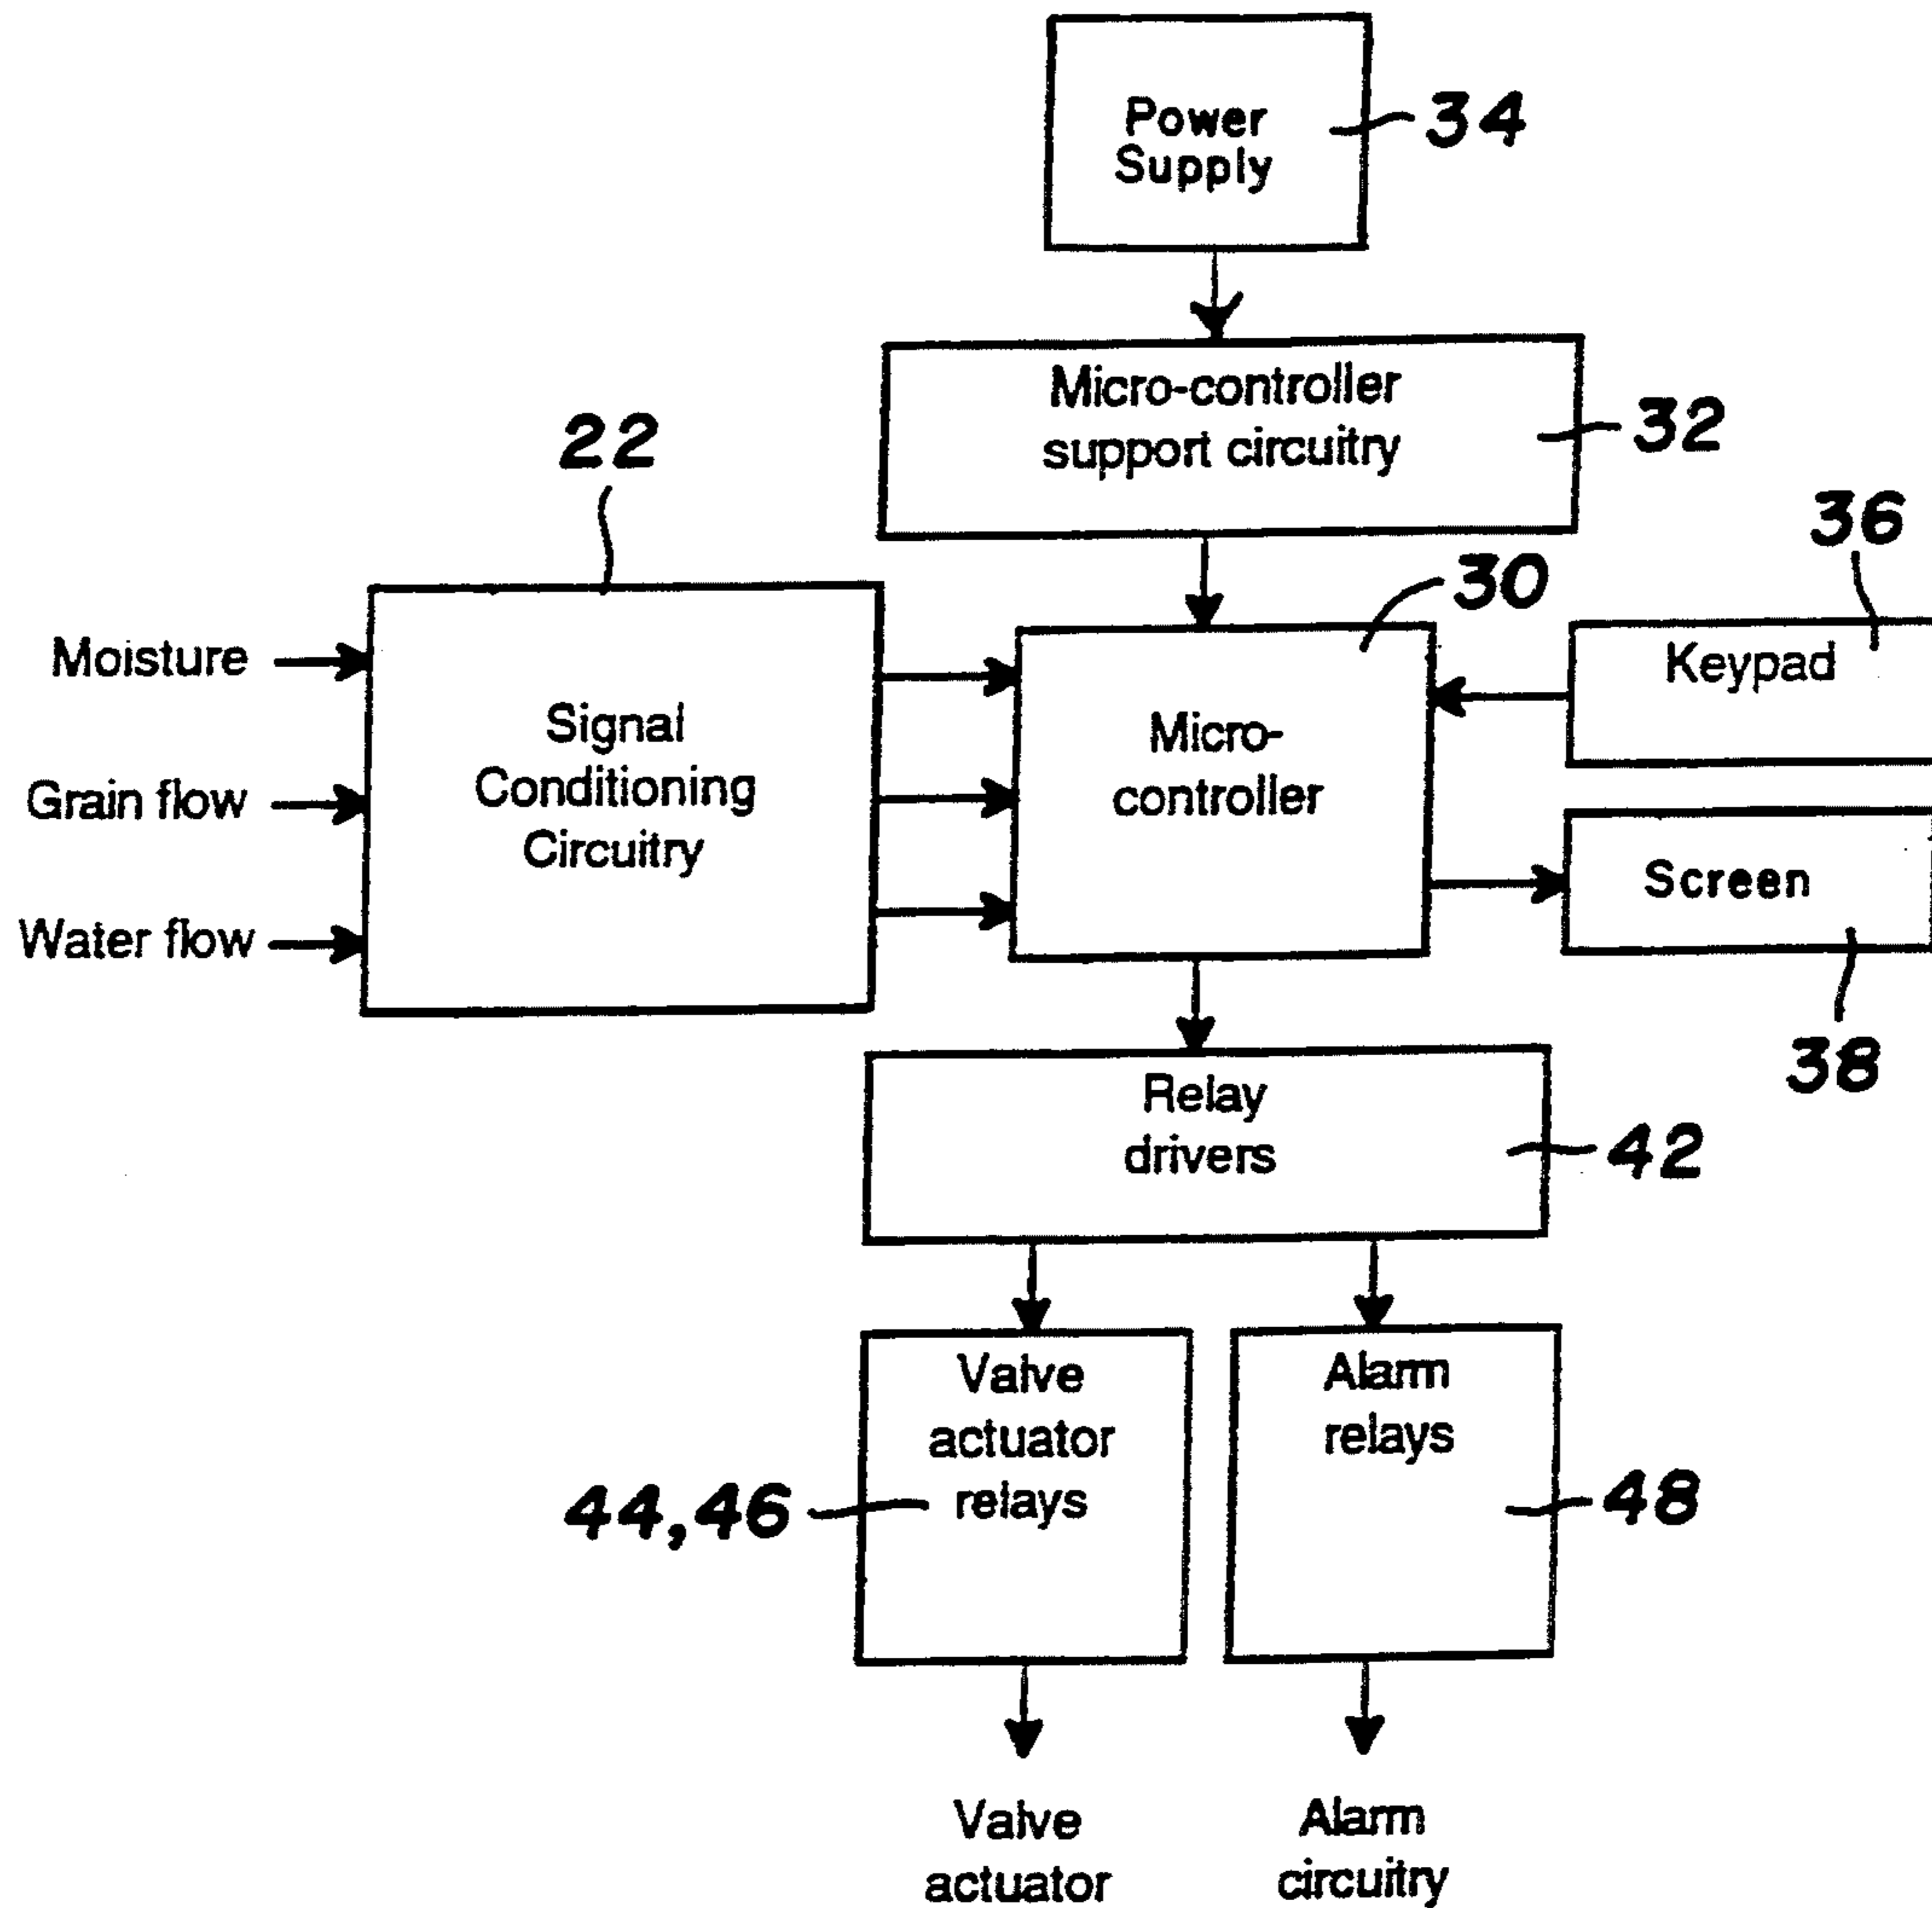 Power
Supply
34
Micro-controller
support circuitry
32
22
30
36
Moisture
Grain flow
Water flow
Signal
Conditioning
Circuitry
Micro-
controller
Keypad
Screen
38
Relay
drivers
42
Valve
actuator
relays
44,46
Alarm
relays
48
Valve
actuator
Alarm
circuitry